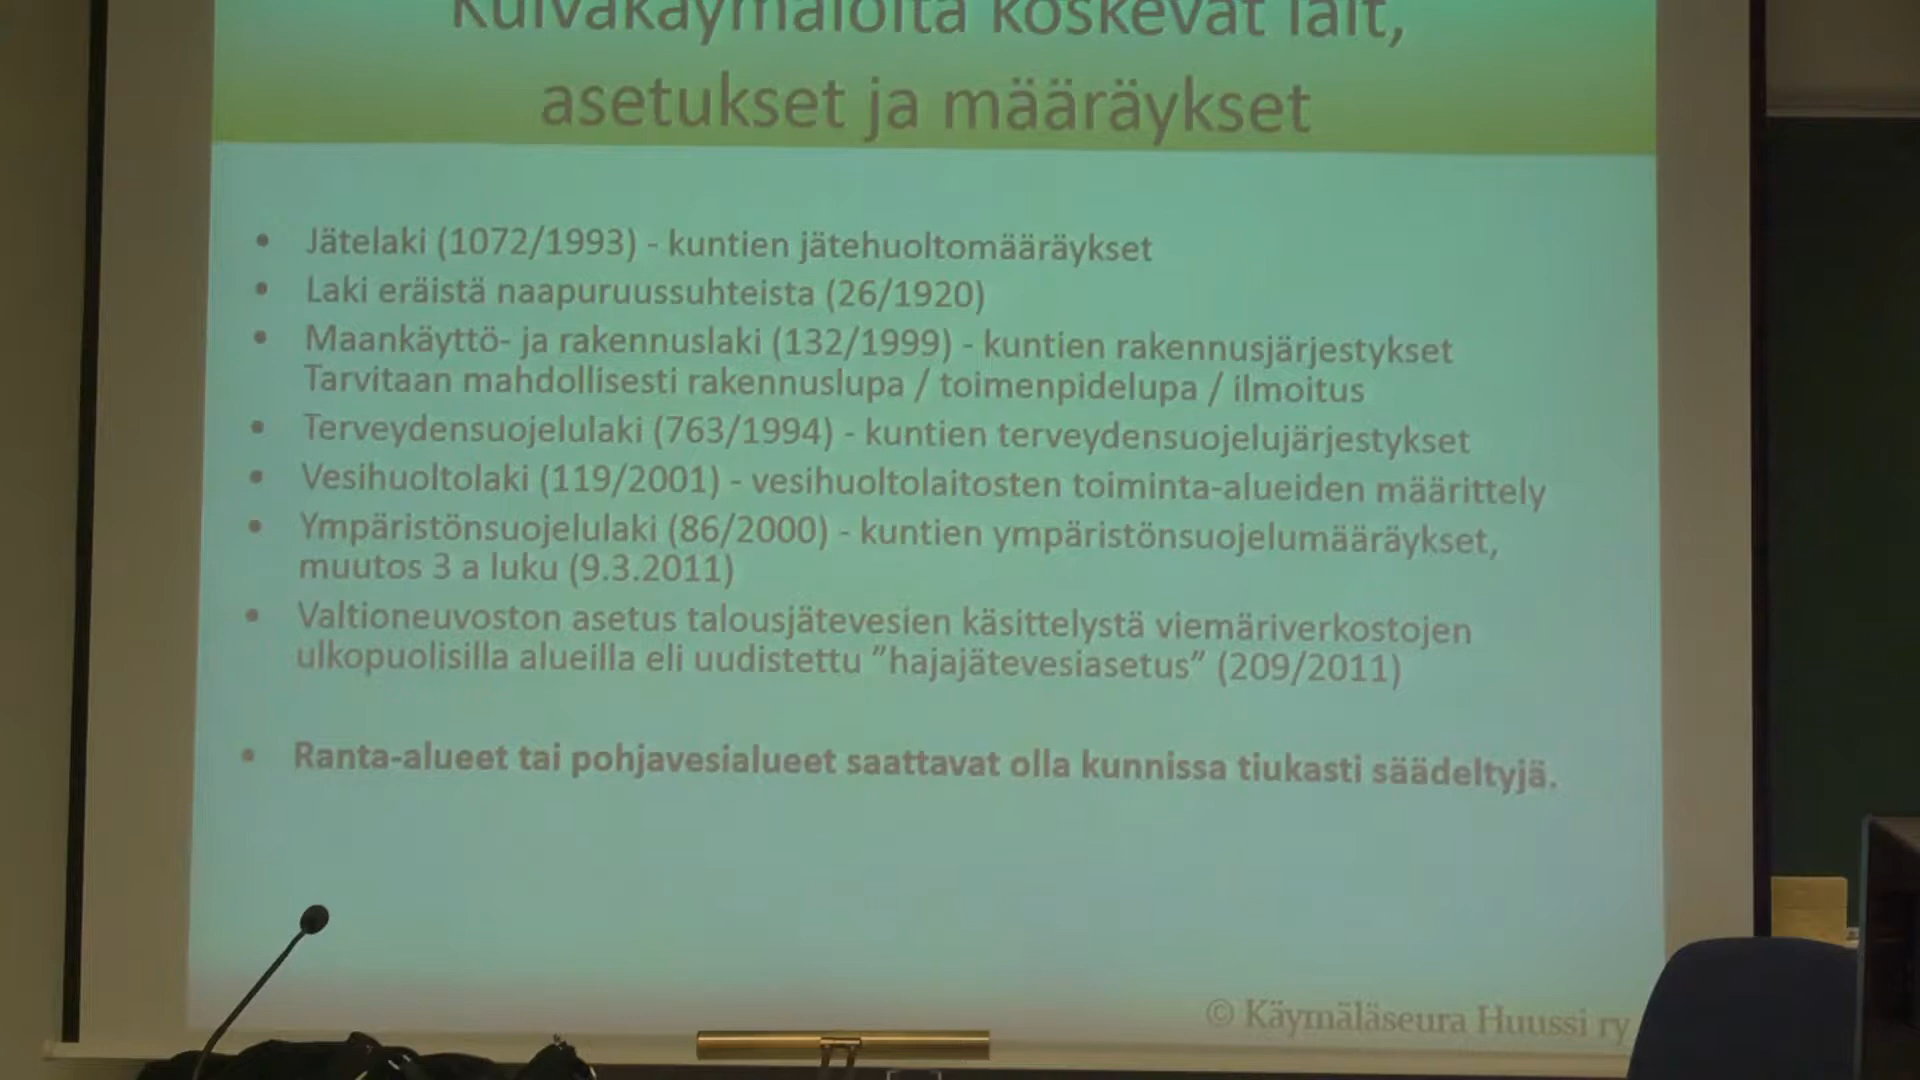 Kuivakäymälöitä koskevat lait,
asetukset ja määräykset
• Jätelaki (1072/1993) - kuntien jätehuoltomääräykset
• Laki eräistä naapuruussuhteista (26/1920)
• Maankäyttö- ja rakennuslaki (132/1999) - kuntien rakennusjärjestykset
Tarvitaan mahdollisesti rakennuslupa / toimenpidelupa / ilmoitus
• Terveydensuojelulaki (763/1994) - kuntien terveydensuojelujärjestykset
• Vesihuoltolaki (119/2001) - vesihuoltolaitosten toiminta-alueiden määrittely
• Ympäristönsuojelulaki (86/2000) - kuntien ympäristönsuojelumääräykset,
muutos 3 a luku (9.3.2011)
• Valtioneuvoston asetus talousjätevesien käsittelystä viemäriverkostojen
ulkopuolisilla alueilla eli uudistettu ”hajajätevesiasetus” (209/2011)
• Ranta-alueet tai pohjavesialueet saattavat olla kunnissa tiukasti säädeltyjä.
© Käymäläseura Huussi ry